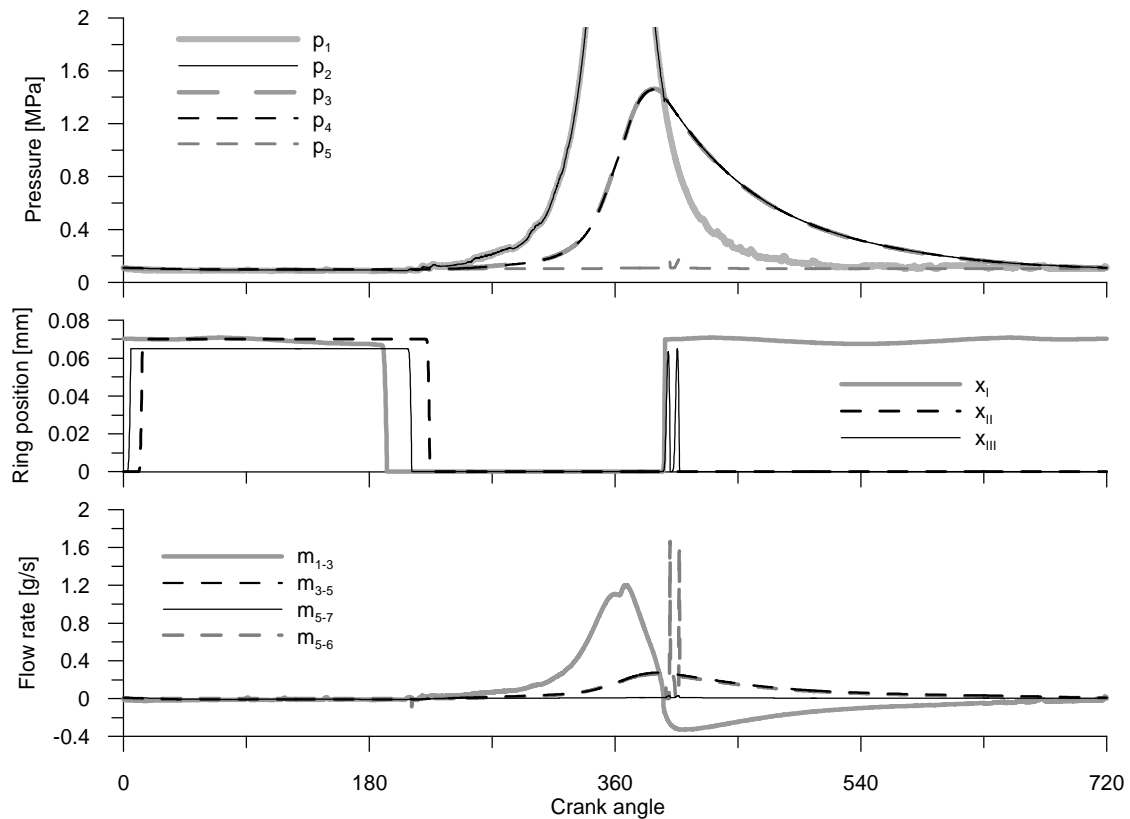 2
1.6
1.2
0.8
0.4
0
Pressure [MPa]
p1
p2
p3
p4
p5
0.08
0.06
0.04
0.02
0
Ring position [mm]
xI
xII
xIII
2
1.6
1.2
0.8
0.4
0
-0.4
Flow rate [g/s]
m1-3
m3-5
m5-7
m5-6
0 180 360 540 720
Crank angle